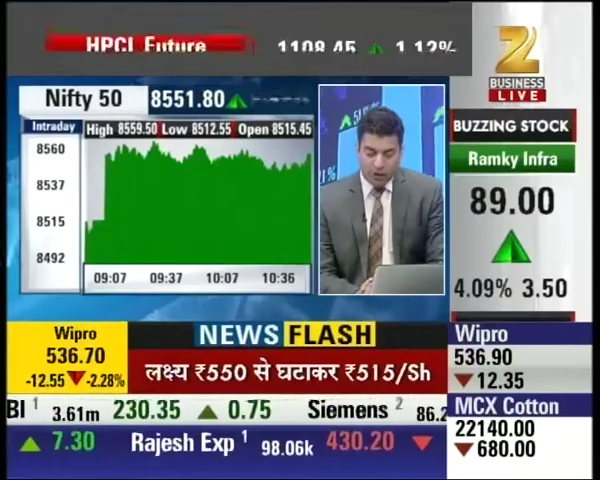 HPCL Future 1108.45 1.12%
Z
BUSINESS
LIVE
Nifty 50 8551.80
Intraday High 8559.50 Low 8512.55 Open 8515.45
8560
8537
8515
8492
09:07 09:37 10:07 10:36
BUZZING STOCK
Ramky Infra
89.00
4.09% 3.50
Wipro
536.70
-12.55 -2.28%
NEWS FLASH
लक्ष्य ₹550 से घटाकर ₹515/Sh
Wipro
536.90
12.35
MCX Cotton
22140.00
680.00
BI 1 3.61m 230.35 0.75 Siemens 2 86.2
7.30 Rajesh Exp 1 98.06k 430.20